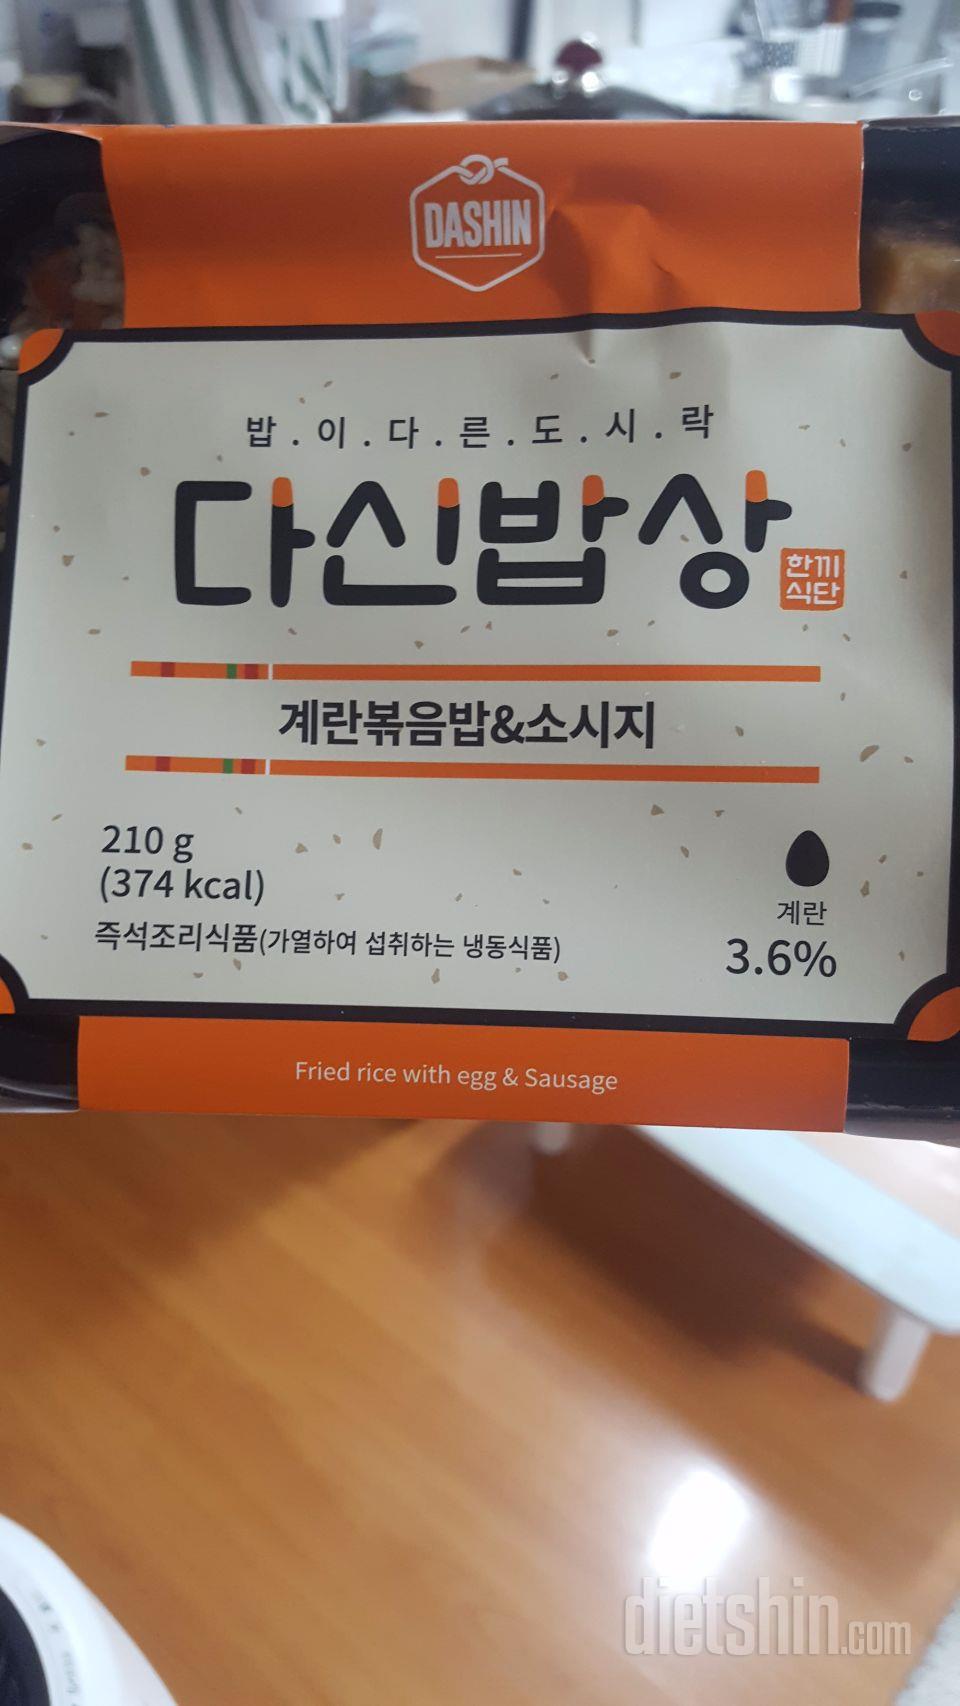 DASHIN
밥.이.다.른.도.시.락
다신밥상
한끼
식단
계란볶음밥&소시지
210 g
(374 kcal)
즉석조리식품(가열하여 섭취하는 냉동식품)
계란
3.6%
Fried rice with egg & Sausage
dietshin.com